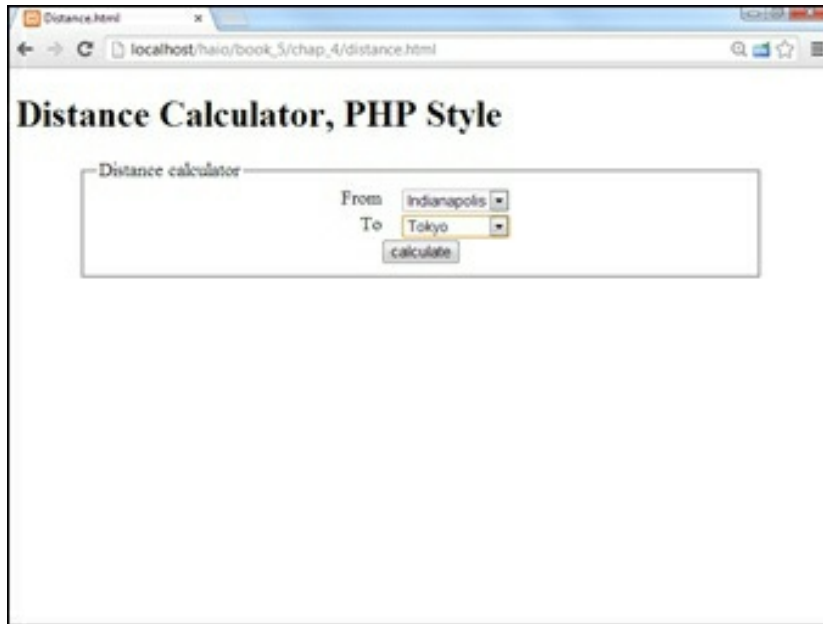 Distance.html
localhost/haio/book_5/chap_4/distance.html
Distance Calculator, PHP Style
Distance calculator
From Indianapolis
To Tokyo
calculate